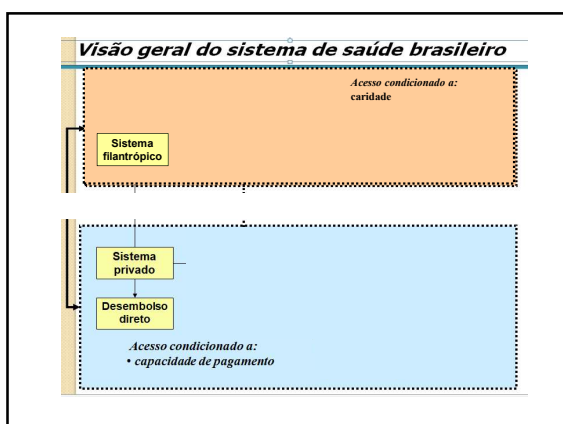 Visão geral do sistema de saúde brasileiro
Acesso condicionado a:
caridade
Sistema
filantrópico
Sistema
privado
Desembolso
direto
Acesso condicionado a:
• capacidade de pagamento